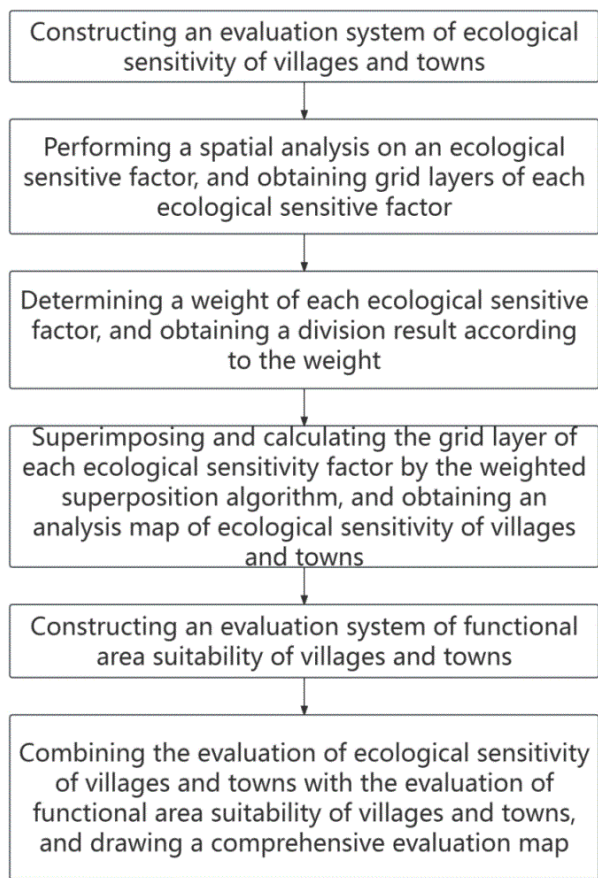 Constructing an evaluation system of ecological
sensitivity of villages and towns
Performing a spatial analysis on an ecological
sensitive factor, and obtaining grid layers of each
ecological sensitive factor
Determining a weight of each ecological sensitive
factor, and obtaining a division result according
to the weight
Superimposing and calculating the grid layer of
each ecological sensitivity factor by the weighted
superposition algorithm, and obtaining an
analysis map of ecological sensitivity of villages
and towns
Constructing an evaluation system of functional
area suitability of villages and towns
Combining the evaluation of ecological sensitivity
of villages and towns with the evaluation of
functional area suitability of villages and towns,
and drawing a comprehensive evaluation map